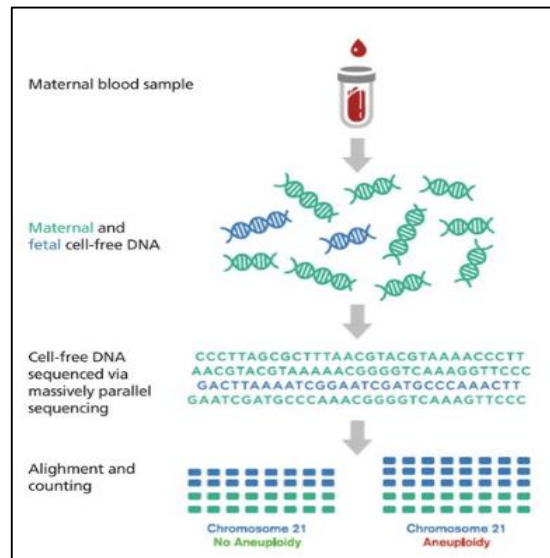 Maternal blood sample
Maternal and
fetal cell-free DNA
CCCTTAGCGCTTTAACGTACGTAAAACCCTT
AACGTACGTAAAAACGGGGTCAAAGGTTCCC
GACTTAAAATCGGAATCGATGCCCAAACTT
GAATCGATGCCCAAACGGGGTCAAAGTTCCC
Cell-free DNA
sequenced via
massively parallel
sequencing
Alighment and
counting
Chromosome 21
No Aneuploidy
Chromosome 21
Aneuploidy